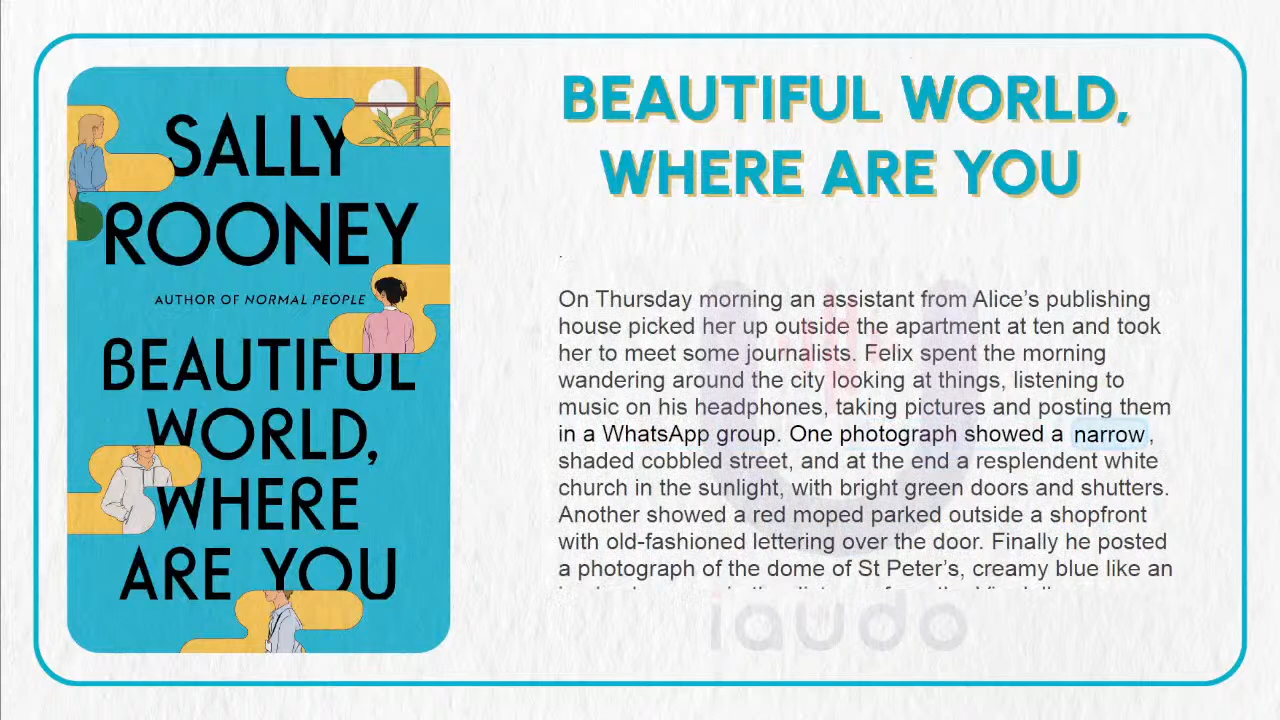 SALLY
ROONEY
AUTHOR OF NORMAL PEOPLE
BEAUTIFUL
WORLD,
WHERE
ARE YOU
BEAUTIFUL WORLD,
WHERE ARE YOU
On Thursday morning an assistant from Alice’s publishing
house picked her up outside the apartment at ten and took
her to meet some journalists. Felix spent the morning
wandering around the city looking at things, listening to
music on his headphones, taking pictures and posting them
in a WhatsApp group. One photograph showed a narrow,
shaded cobbled street, and at the end a resplendent white
church in the sunlight, with bright green doors and shutters.
Another showed a red moped parked outside a shopfront
with old-fashioned lettering over the door. Finally he posted
a photograph of the dome of St Peter’s, creamy blue like an
iaudo